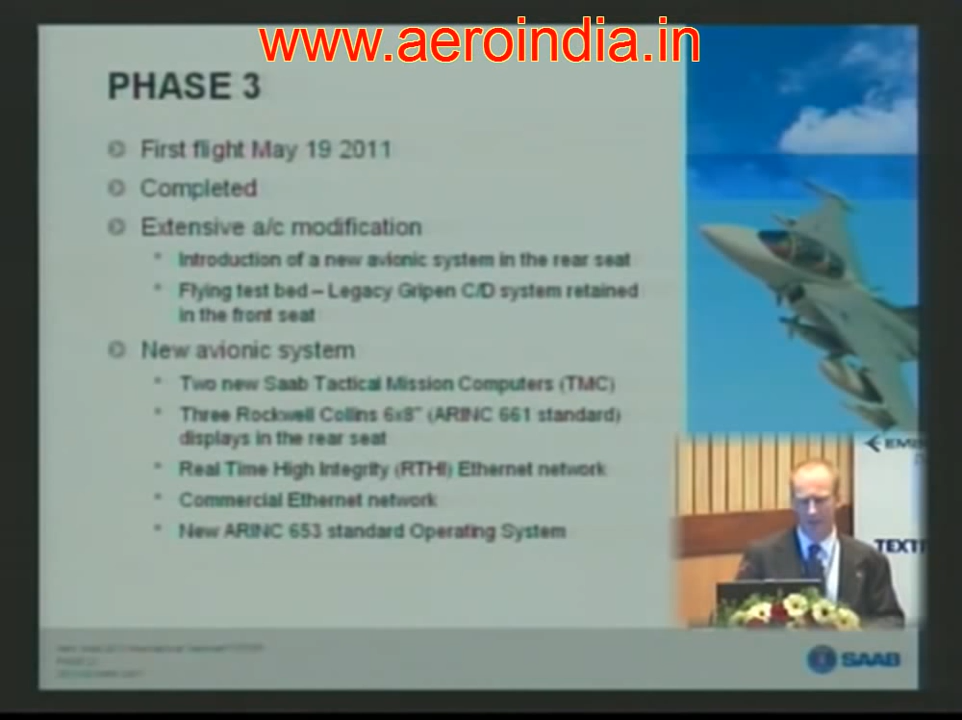 www.aeroindia.in
PHASE 3
First flight May 19 2011
Completed
Extensive a/c modification
Introduction of a new avionic system in the rear seat
Flying test bed – Legacy Gripen C/D system retained
in the front seat
New avionic system
Two new Saab Tactical Mission Computers (TMC)
Three Rockwell Collins 6x8" (ARINC 661 standard)
displays in the rear seat
Real Time High Integrity (RTHI) Ethernet network
Commercial Ethernet network
New ARINC 653 standard Operating System
SAAB